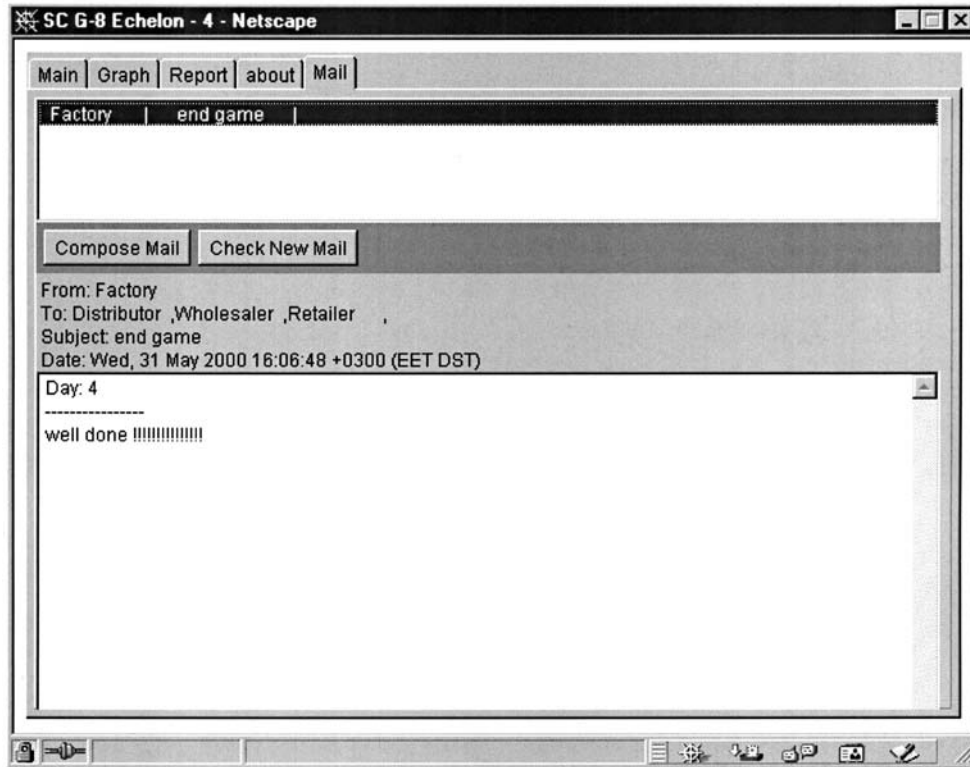 SC G-8 Echelon - 4 - Netscape
Main Graph Report about Mail
Factory | end game |
Compose Mail Check New Mail
From: Factory
To: Distributor ,Wholesaler ,Retailer ,
Subject: end game
Date: Wed, 31 May 2000 16:06:48 +0300 (EET DST)
Day: 4
----------------
well done !!!!!!!!!!!!!!!